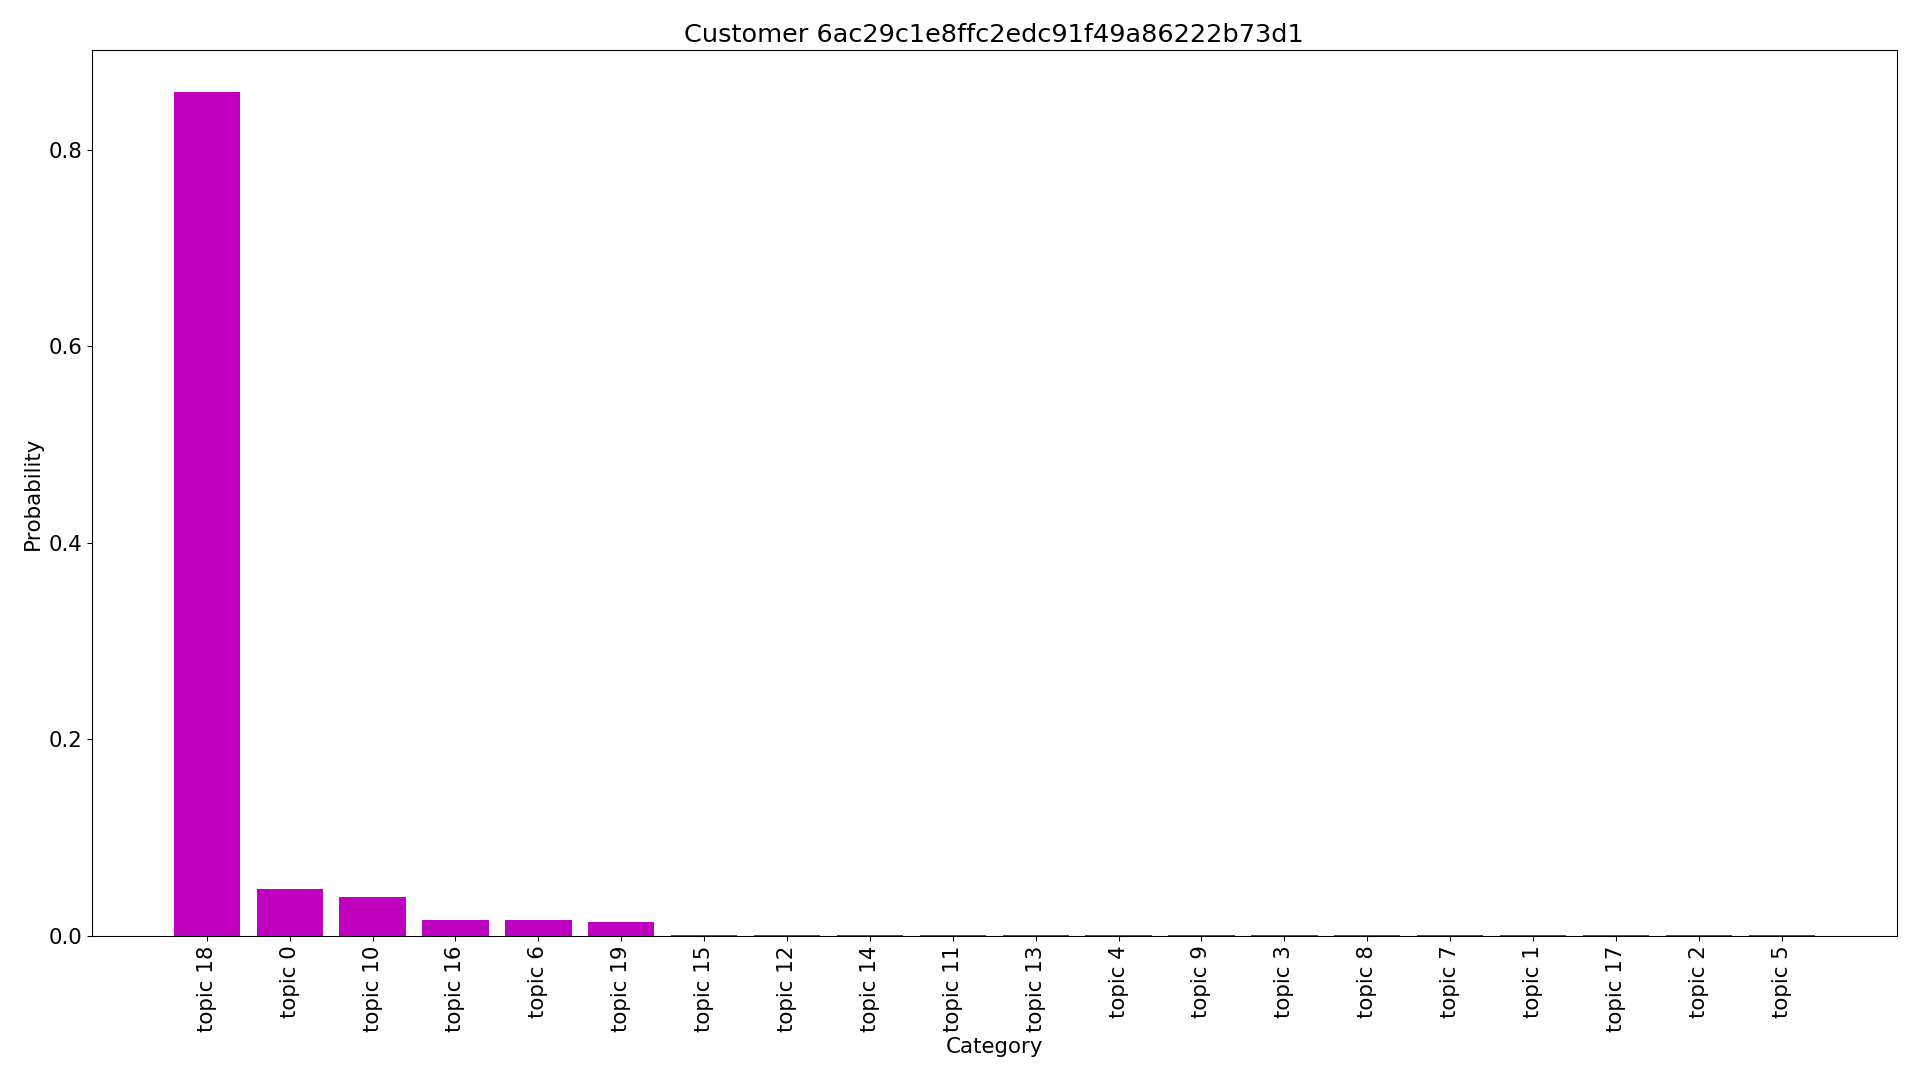 Customer 6ac29c1e8ffc2edc91f49a86222b73d1
Probability
0.8
0.6
0.4
0.2
0.0
topic 18
topic 0
topic 10
topic 16
topic 6
topic 19
topic 15
topic 12
topic 14
topic 11
topic 13
topic 4
topic 9
topic 3
topic 8
topic 7
topic 1
topic 17
topic 2
topic 5
Category